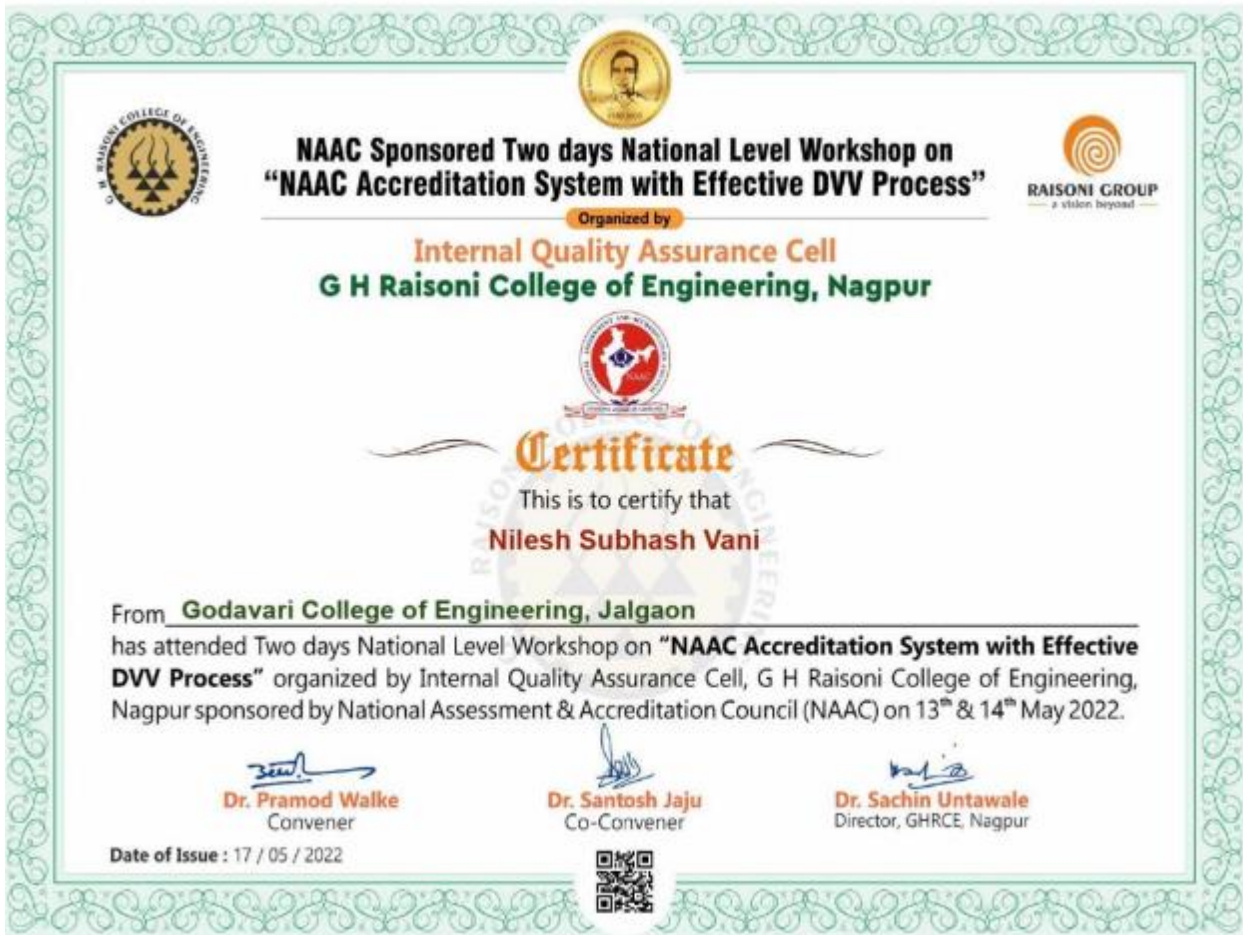 G H RAISONI COLLEGE OF ENGINEERING
NAAC Sponsored Two days National Level Workshop on
“NAAC Accreditation System with Effective DVV Process”
RAISONI GROUP
a vision beyond
Organized by
Internal Quality Assurance Cell
G H Raisoni College of Engineering, Nagpur
NAAC
Certificate
This is to certify that
Nilesh Subhash Vani
From Godavari College of Engineering, Jalgaon
has attended Two days National Level Workshop on “NAAC Accreditation System with Effective
DVV Process” organized by Internal Quality Assurance Cell, G H Raisoni College of Engineering,
Nagpur sponsored by National Assessment & Accreditation Council (NAAC) on 13th & 14th May 2022.
Dr. Pramod Walke
Convener
Dr. Santosh Jaju
Co-Convener
Dr. Sachin Untawale
Director, GHRCE, Nagpur
Date of Issue : 17 / 05 / 2022